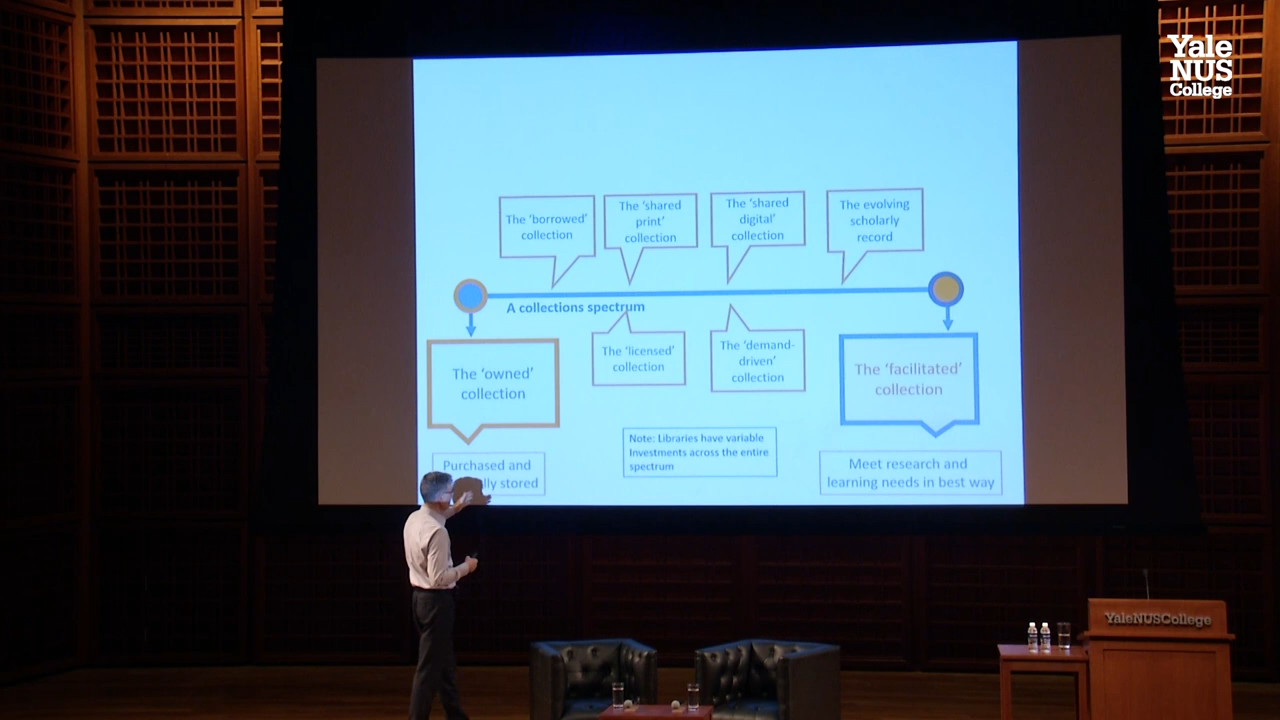 Yale
NUS
College
The 'borrowed'
collection
The 'shared
print'
collection
The 'shared
digital'
collection
The evolving
scholarly
record
A collections spectrum
The 'licensed'
collection
The 'demand-
driven'
collection
The 'owned'
collection
The 'facilitated'
collection
Note: Libraries have variable
Investments across the entire
spectrum
Purchased and
stored
Meet research and
learning needs in best way
YaleNUSCollege